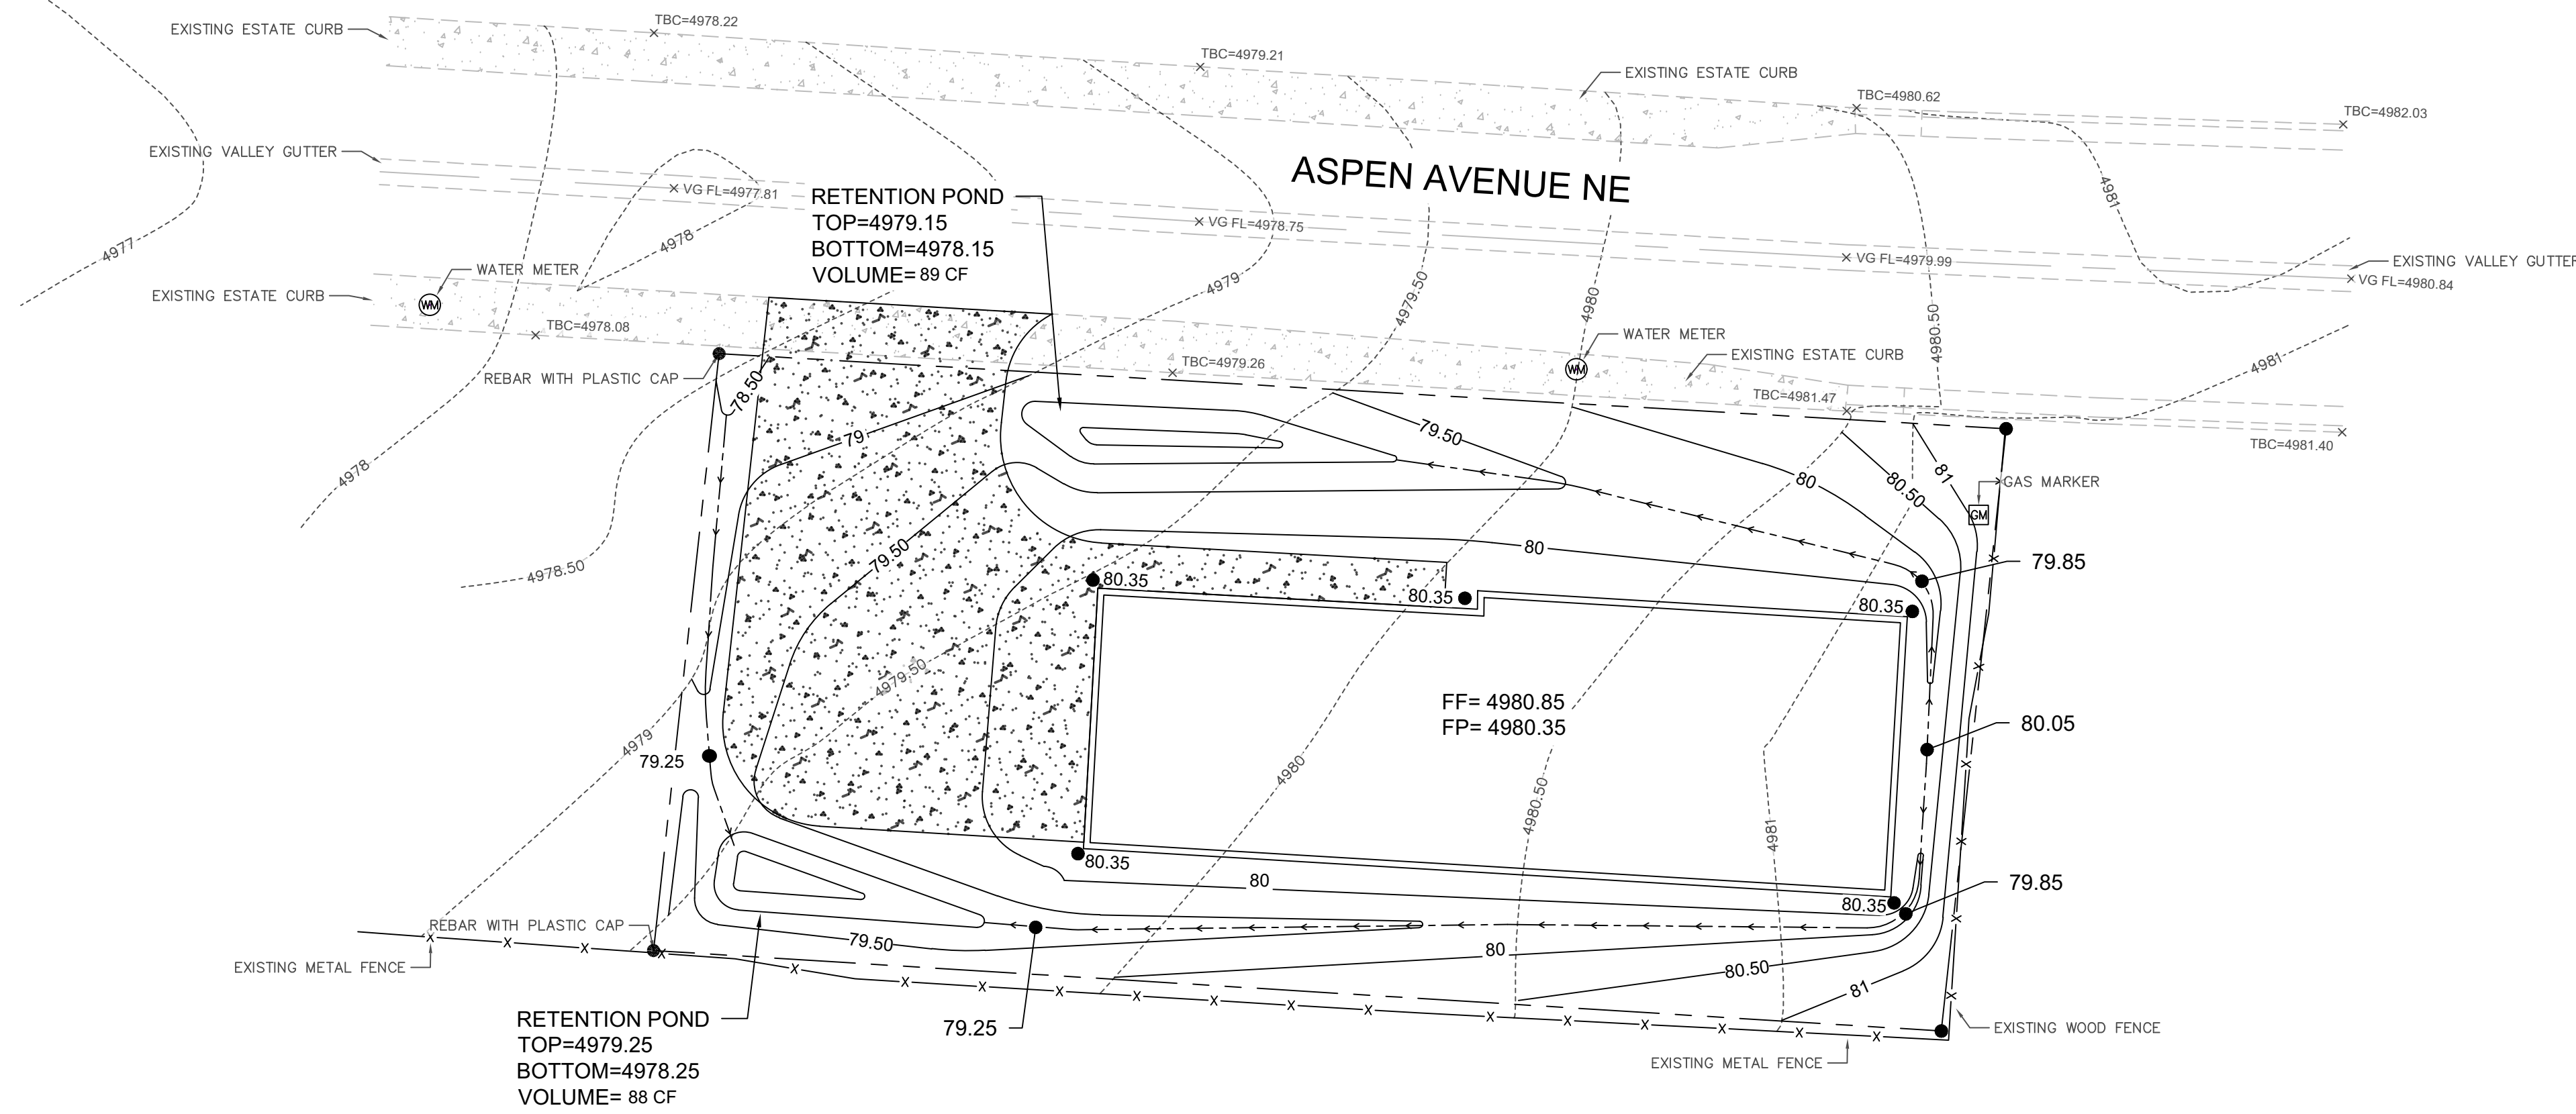 TBC=4978.22
EXISTING ESTATE CURB
TBC=4979.21
EXISTING ESTATE CURB
TBC=4980.62
TBC=4982.03
EXISTING VALLEY GUTTER
ASPEN AVENUE NE
VG FL=4977.81
RETENTION POND
TOP=4979.15
BOTTOM=4978.15
VOLUME= 89 CF
4981
VG FL=4978.75
4977
4978
VG FL=4979.99
EXISTING VALLEY GUTTER
WATER METER
VG FL=4980.84
EXISTING ESTATE CURB
WM
4979
4979.50
4980
4980.50
TBC=4978.08
WATER METER
EXISTING ESTATE CURB
TBC=4979.26
WM
4981
REBAR WITH PLASTIC CAP
78.50
TBC=4981.47
79
79.50
TBC=4981.40
4978
80
80.50
81
GAS MARKER
GM
79.50
80
4978.50
79.85
80.35
80.35
80.35
4979.50
FF= 4980.85
FP= 4980.35
80.05
4979
79.25
4980
4980.50
4981
80.35
80
79.85
80.35
REBAR WITH PLASTIC CAP
79.50
80
EXISTING METAL FENCE
80.50
81
RETENTION POND
TOP=4979.25
BOTTOM=4978.25
VOLUME= 88 CF
79.25
EXISTING WOOD FENCE
EXISTING METAL FENCE